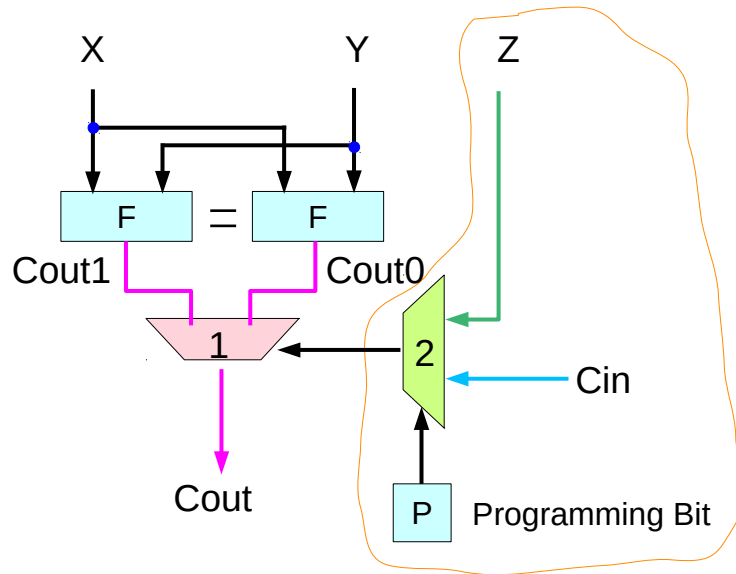 X
Y
Z
F
=
F
Cout1
Cout0
1
2
Cin
Cout
P
Programming Bit